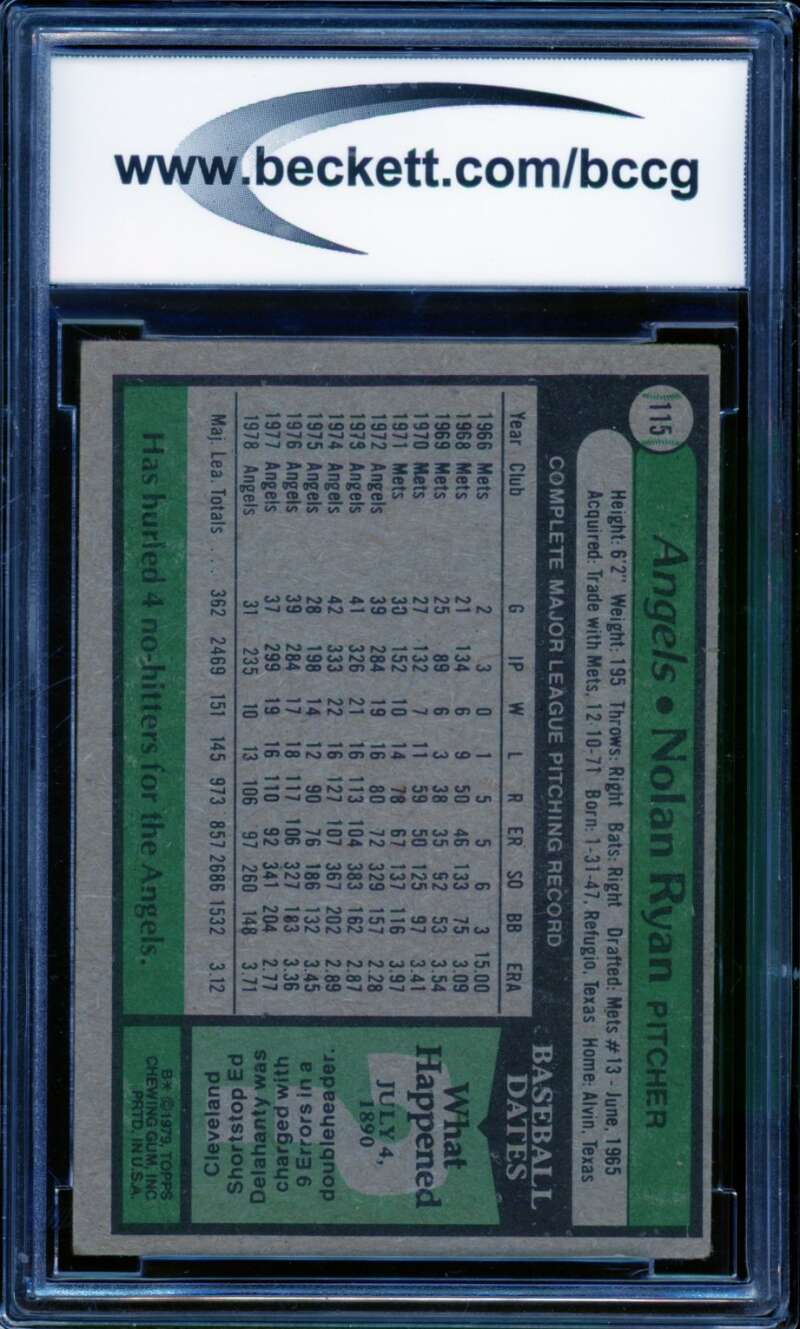 www.beckett.com/bccg
115
Angels • Nolan Ryan PITCHER
Height: 6'2" Weight: 195 Throws: Right Bats: Right Drafted: Mets #13 - June, 1965
Acquired: Trade with Mets, 12-10-71 Born: 1-31-47, Refugio, Texas Home: Alvin, Texas
COMPLETE MAJOR LEAGUE PITCHING RECORD
Year Club G IP W L R ER SO BB ERA
1966 Mets 2 3 0 1 5 5 6 3 15.00
1968 Mets 21 134 6 9 50 46 133 75 3.09
1969 Mets 25 89 6 3 38 35 92 53 3.54
1970 Mets 27 132 7 11 59 50 125 97 3.41
1971 Mets 30 152 10 14 78 67 137 116 3.97
1972 Angels 39 284 19 16 80 72 329 157 2.28
1973 Angels 41 326 21 16 113 104 383 162 2.87
1974 Angels 42 333 22 16 127 107 367 202 2.89
1975 Angels 28 198 14 12 90 76 186 132 3.45
1976 Angels 39 284 17 18 117 106 327 183 3.36
1977 Angels 37 299 19 16 110 92 341 204 2.77
1978 Angels 31 235 10 13 106 97 260 148 3.71
Maj. Lea. Totals .... 362 2469 151 145 973 857 2686 1532 3.12
Has hurled 4 no-hitters for the Angels.
BASEBALL
DATES
What
Happened
JULY 4,
1890
Cleveland
Shortstop Ed
Delahanty was
charged with
9 Errors in a
doubleheader.
B* ©1979, TOPPS
CHEWING GUM, INC.
PRTD. IN U.S.A.